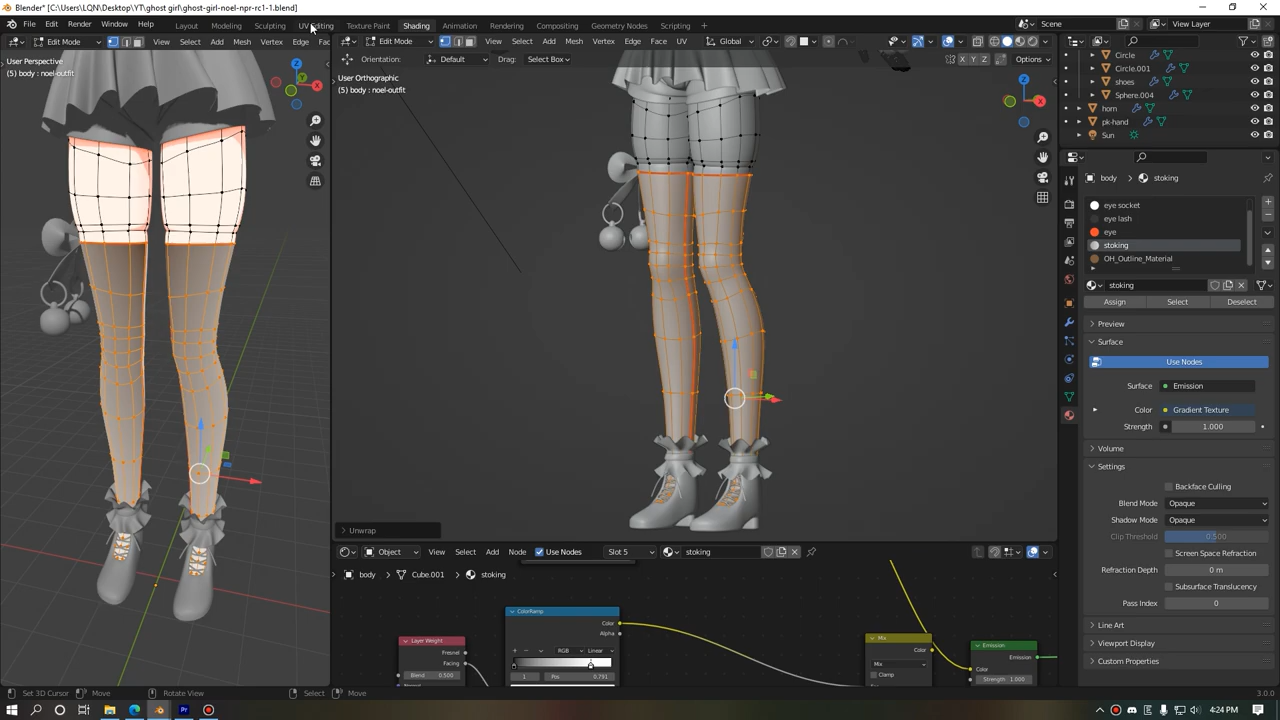 Blender* [C:\Users\LQN\Desktop\YT\ghost girl\ghost-girl-noel-npr-rc1-1.blend]
File Edit Render Window Help Layout Modeling Sculpting UV Editing Texture Paint Shading Animation Rendering Compositing Geometry Nodes Scripting + Scene View Layer
Edit Mode View Select Add Mesh Vertex Edge Fac
Edit Mode View Select Add Mesh Vertex Edge Face UV Global
Orientation: Default Drag: Select Box X Y Z Options
User Perspective
(5) body : noel-outfit
User Orthographic
(5) body : noel-outfit
Circle
Circle.001
shoes
Sphere.004
horn
pk-hand
Sun
body stoking
eye socket
eye lash
eye
stoking
OH_Outline_Material
stoking
Assign Select Deselect
Preview
Surface
Use Nodes
Surface Emission
Color Gradient Texture
Strength 1.000
Volume
Settings
Backface Culling
Blend Mode Opaque
Shadow Mode Opaque
Clip Threshold 0.500
Screen Space Refraction
Refraction Depth 0 m
Subsurface Translucency
Pass Index 0
Line Art
Viewport Display
Custom Properties
Unwrap
Object View Select Add Node Use Nodes Slot 5 stoking
body Cube.001 stoking
Layer Weight
Fresnel
Facing
Blend 0.500
ColorRamp
Color
Alpha
RGB Linear
1 Pos 0.791
Mix
Color
Mix
Clamp
Emission
Emission
Color
Strength 1.000
Set 3D Cursor Move Rotate View Select Move 3.0.0
4:24 PM